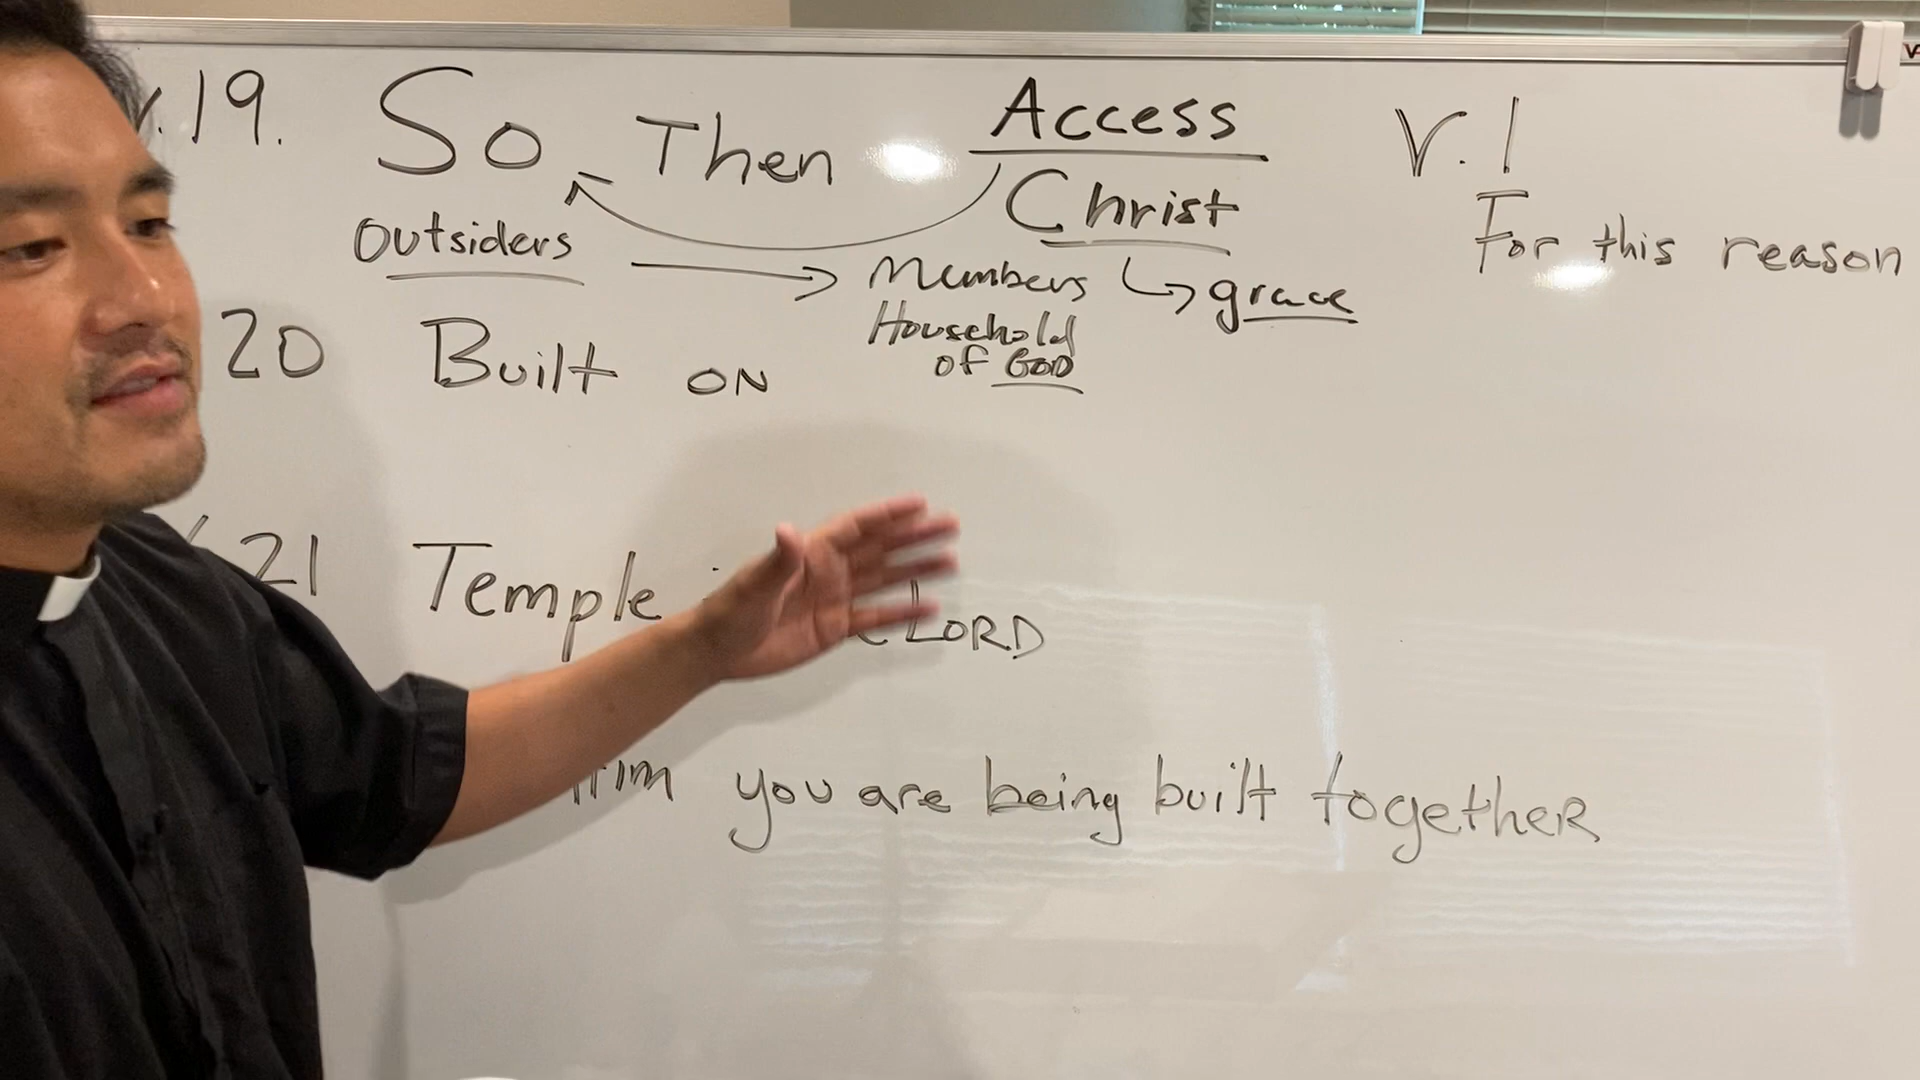 v.19. So Then Access V.1
Christ For this reason
Outsiders Members grace
Household
of GOD
20 Built ON
21 Temple LORD
you are being built together